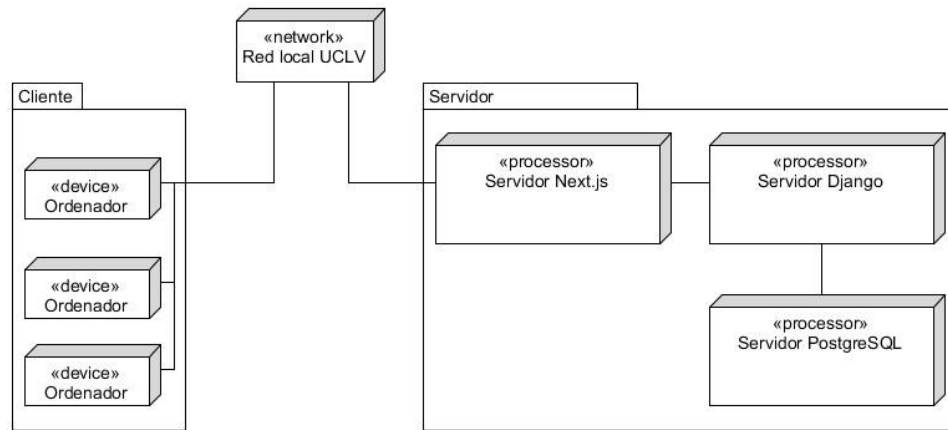 «network»
Red local UCLV
Cliente
«device»
Ordenador
«device»
Ordenador
«device»
Ordenador
Servidor
«processor»
Servidor Next.js
«processor»
Servidor Django
«processor»
Servidor PostgreSQL